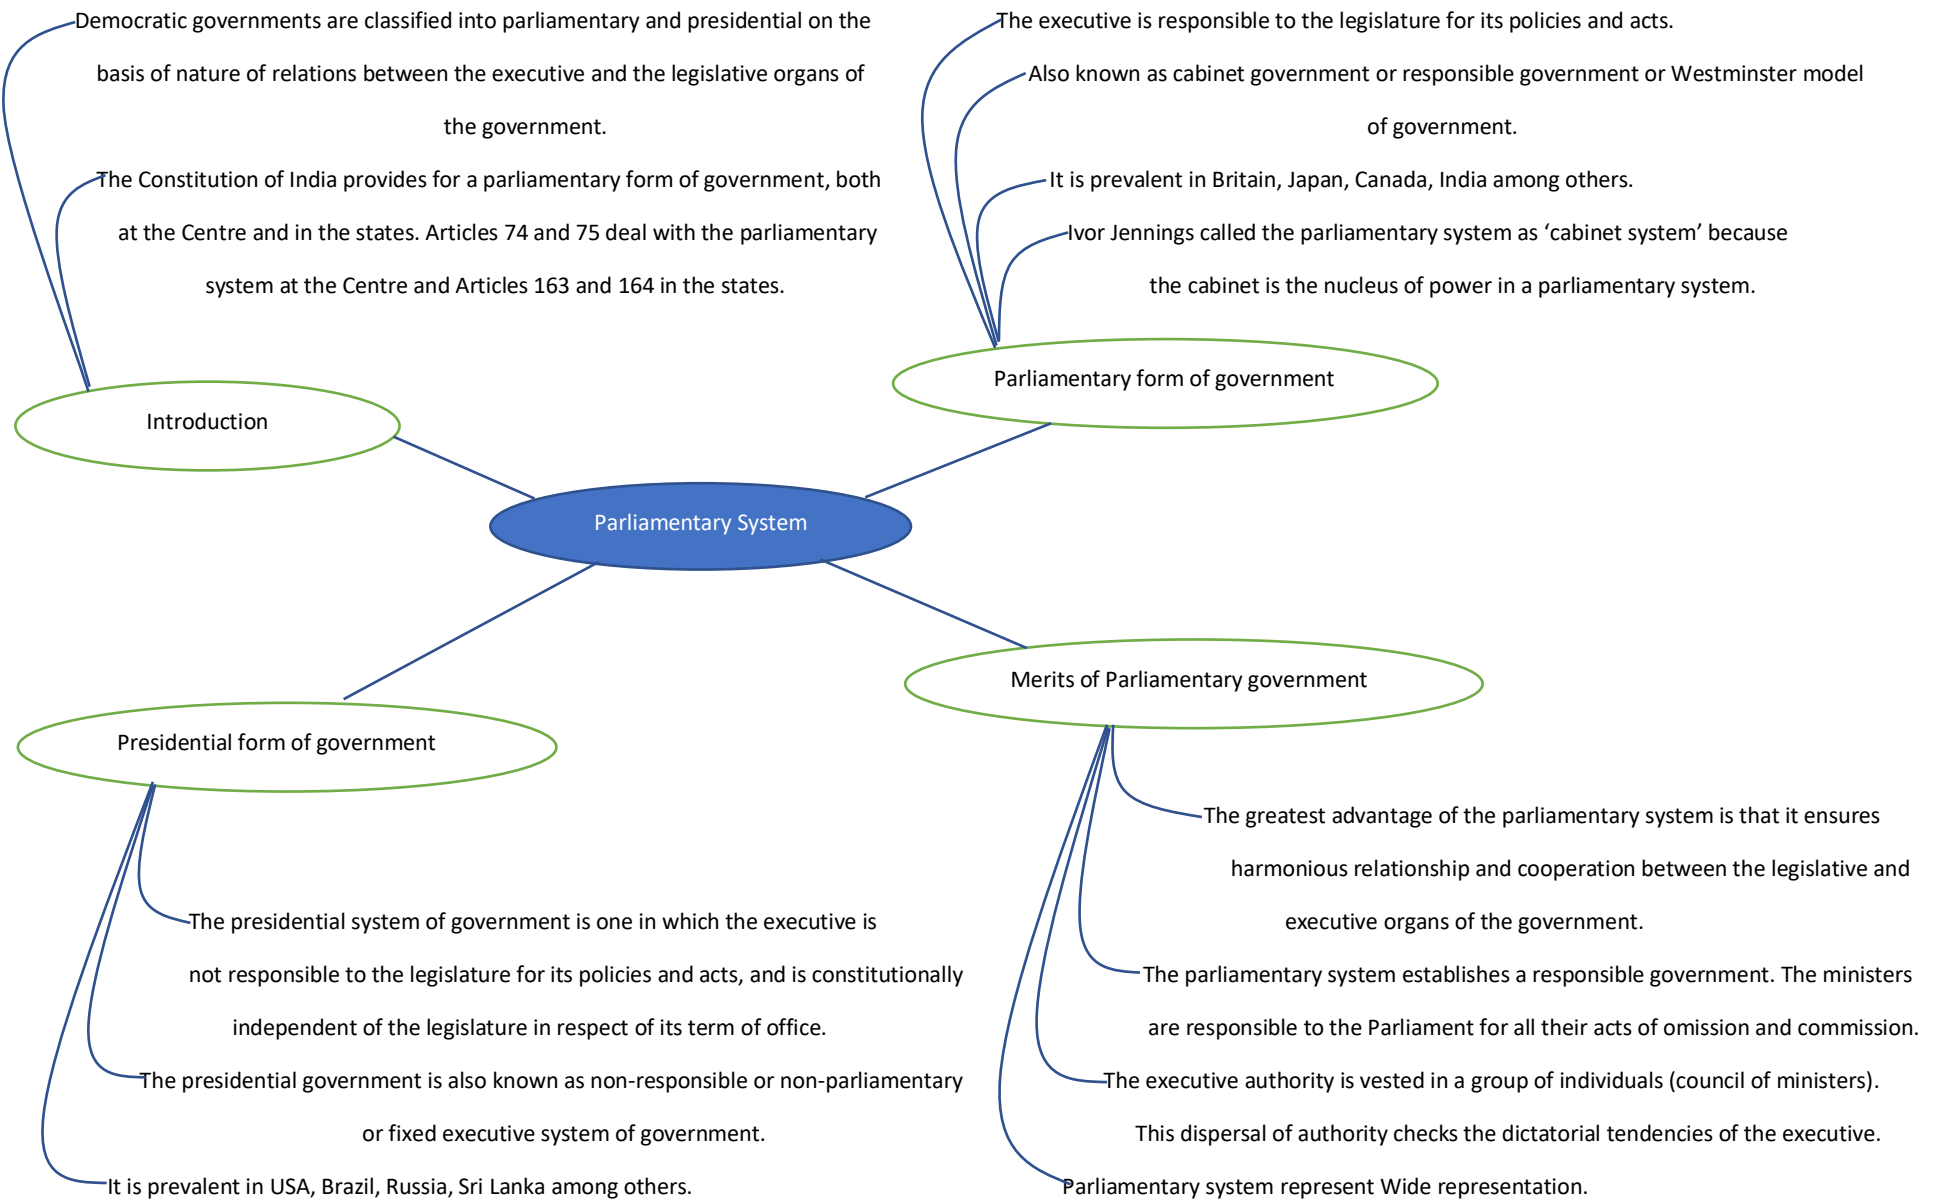 Democratic governments are classified into parliamentary and presidential on the
basis of nature of relations between the executive and the legislative organs of
the government.
The Constitution of India provides for a parliamentary form of government, both
at the Centre and in the states. Articles 74 and 75 deal with the parliamentary
system at the Centre and Articles 163 and 164 in the states.
Introduction
The executive is responsible to the legislature for its policies and acts.
Also known as cabinet government or responsible government or Westminster model
of government.
It is prevalent in Britain, Japan, Canada, India among others.
Ivor Jennings called the parliamentary system as ‘cabinet system’ because
the cabinet is the nucleus of power in a parliamentary system.
Parliamentary form of government
Parliamentary System
Presidential form of government
The presidential system of government is one in which the executive is
not responsible to the legislature for its policies and acts, and is constitutionally
independent of the legislature in respect of its term of office.
The presidential government is also known as non-responsible or non-parliamentary
or fixed executive system of government.
It is prevalent in USA, Brazil, Russia, Sri Lanka among others.
Merits of Parliamentary government
The greatest advantage of the parliamentary system is that it ensures
harmonious relationship and cooperation between the legislative and
executive organs of the government.
The parliamentary system establishes a responsible government. The ministers
are responsible to the Parliament for all their acts of omission and commission.
The executive authority is vested in a group of individuals (council of ministers).
This dispersal of authority checks the dictatorial tendencies of the executive.
Parliamentary system represent Wide representation.